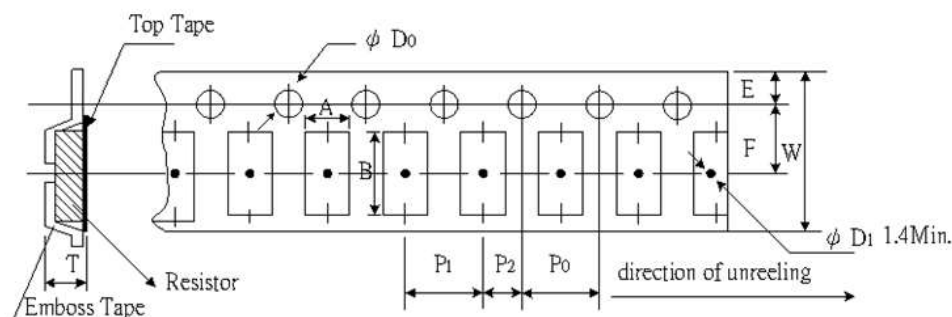 Top Tape
ϕ D0
E
A
F
W
B
ϕ D1 1.4Min.
T
P1
P2
P0
direction of unreeling
Resistor
Emboss Tape